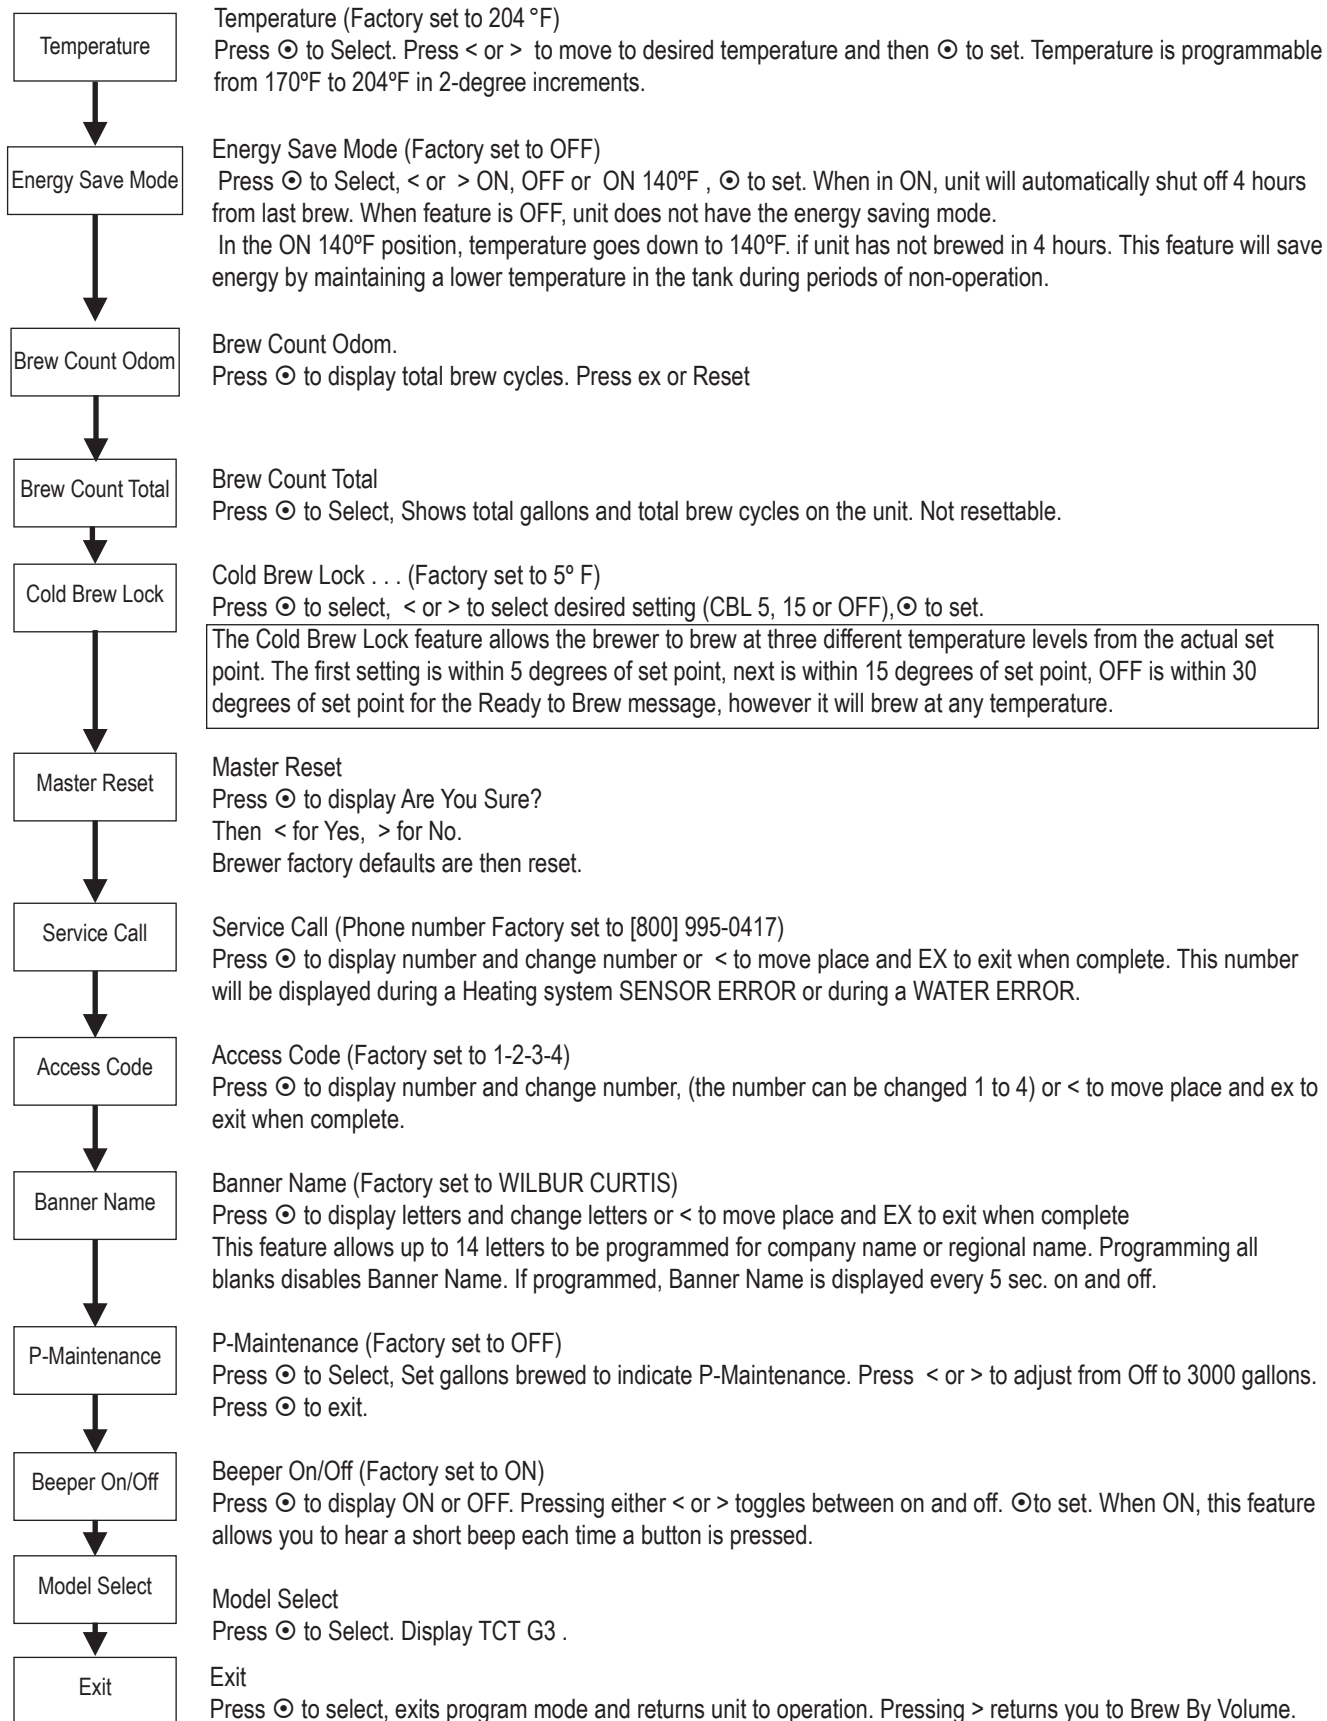 Temperature
Temperature (Factory set to 204 °F)
Press ⊙ to Select. Press < or > to move to desired temperature and then ⊙ to set. Temperature is programmable
from 170ºF to 204ºF in 2-degree increments.
Energy Save Mode
Energy Save Mode (Factory set to OFF)
Press ⊙ to Select, < or > ON, OFF or ON 140ºF , ⊙ to set. When in ON, unit will automatically shut off 4 hours
from last brew. When feature is OFF, unit does not have the energy saving mode.
In the ON 140ºF position, temperature goes down to 140ºF. if unit has not brewed in 4 hours. This feature will save
energy by maintaining a lower temperature in the tank during periods of non-operation.
Brew Count Odom
Brew Count Odom.
Press ⊙ to display total brew cycles. Press ex or Reset
Brew Count Total
Brew Count Total
Press ⊙ to Select, Shows total gallons and total brew cycles on the unit. Not resettable.
Cold Brew Lock
Cold Brew Lock . . . (Factory set to 5º F)
Press ⊙ to select, < or > to select desired setting (CBL 5, 15 or OFF),⊙ to set.
The Cold Brew Lock feature allows the brewer to brew at three different temperature levels from the actual set
point. The first setting is within 5 degrees of set point, next is within 15 degrees of set point, OFF is within 30
degrees of set point for the Ready to Brew message, however it will brew at any temperature.
Master Reset
Master Reset
Press ⊙ to display Are You Sure?
Then < for Yes, > for No.
Brewer factory defaults are then reset.
Service Call
Service Call (Phone number Factory set to [800] 995-0417)
Press ⊙ to display number and change number or < to move place and EX to exit when complete. This number
will be displayed during a Heating system SENSOR ERROR or during a WATER ERROR.
Access Code
Access Code (Factory set to 1-2-3-4)
Press ⊙ to display number and change number, (the number can be changed 1 to 4) or < to move place and ex to
exit when complete.
Banner Name
Banner Name (Factory set to WILBUR CURTIS)
Press ⊙ to display letters and change letters or < to move place and EX to exit when complete
This feature allows up to 14 letters to be programmed for company name or regional name. Programming all
blanks disables Banner Name. If programmed, Banner Name is displayed every 5 sec. on and off.
P-Maintenance
P-Maintenance (Factory set to OFF)
Press ⊙ to Select, Set gallons brewed to indicate P-Maintenance. Press < or > to adjust from Off to 3000 gallons.
Press ⊙ to exit.
Beeper On/Off
Beeper On/Off (Factory set to ON)
Press ⊙ to display ON or OFF. Pressing either < or > toggles between on and off. ⊙to set. When ON, this feature
allows you to hear a short beep each time a button is pressed.
Model Select
Model Select
Press ⊙ to Select. Display TCT G3 .
Exit
Exit
Press ⊙ to select, exits program mode and returns unit to operation. Pressing > returns you to Brew By Volume.